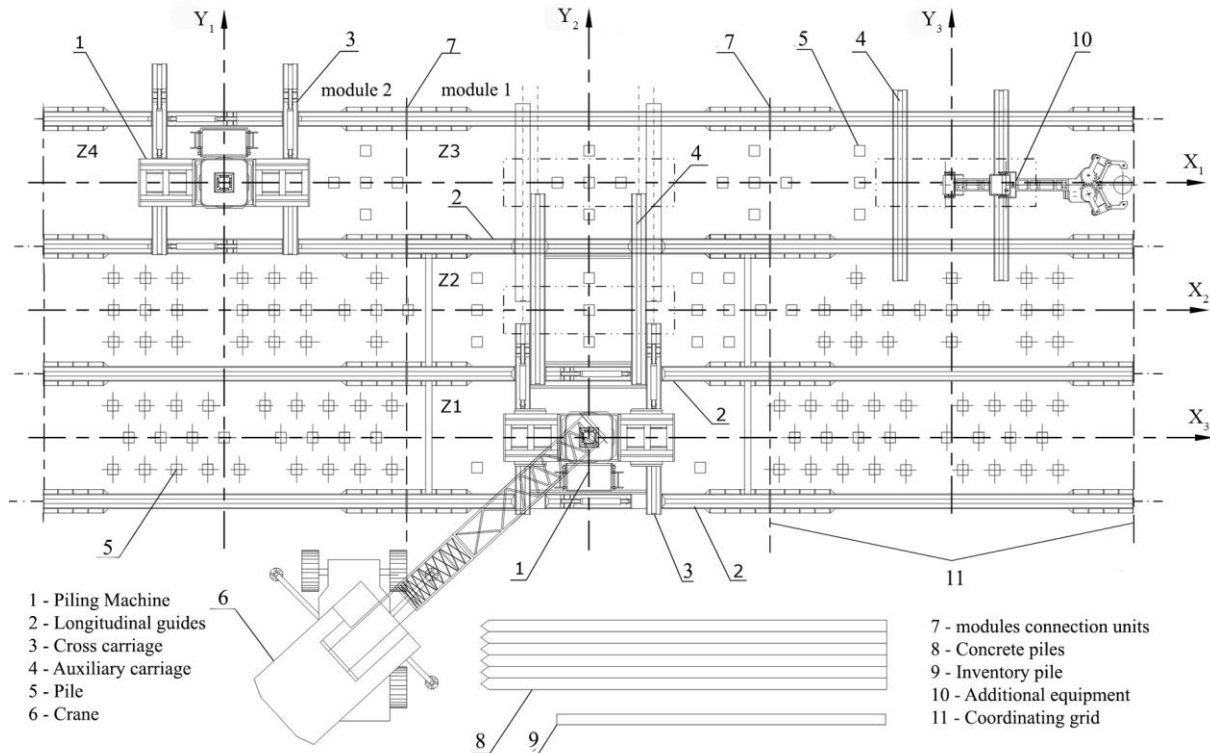 Y1
Y2
Y3
1
3
7
7
5
4
10
module 2
module 1
Z4
Z3
4
X1
2
Z2
X2
Z1
2
X3
5
1
3
2
11
6
1 - Piling Machine
2 - Longitudinal guides
3 - Cross carriage
4 - Auxiliary carriage
5 - Pile
6 - Crane
8
9
7 - modules connection units
8 - Concrete piles
9 - Inventory pile
10 - Additional equipment
11 - Coordinating grid